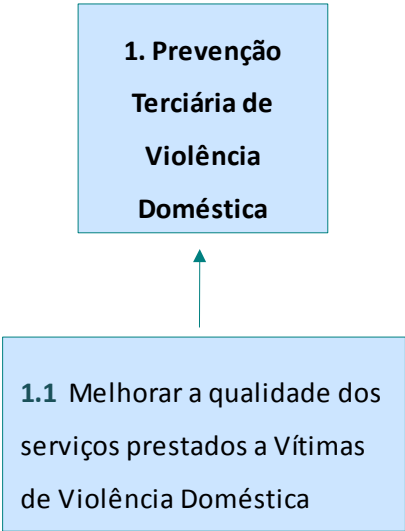 1. Prevenção
Terciária de
Violência
Doméstica
1.1 Melhorar a qualidade dos
serviços prestados a Vítimas
de Violência Doméstica